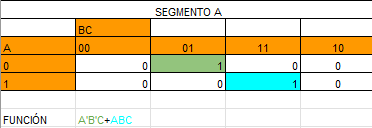 SEGMENTO A
BC
A 00 01 11 10
0 0 1 0 0
1 0 0 1 0
FUNCIÓN A'B'C+ABC